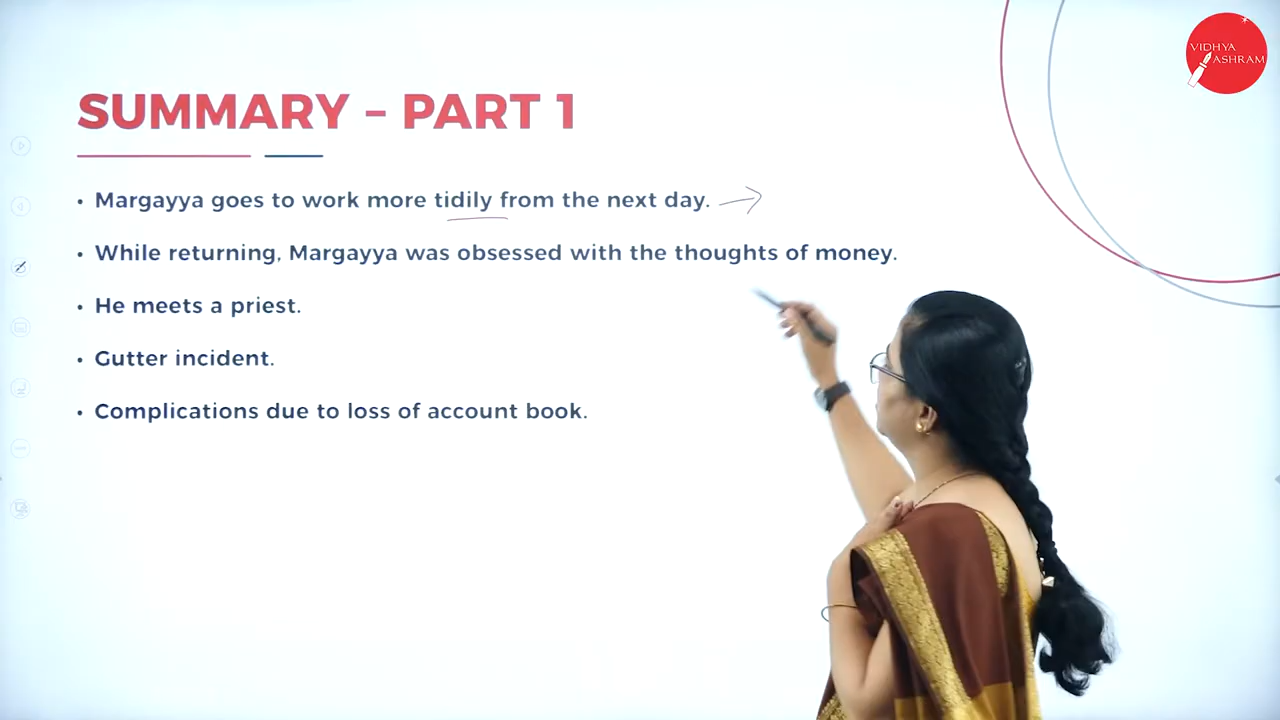 VIDHYA
ASHRAM
SUMMARY – PART 1
• Margayya goes to work more tidily from the next day.
• While returning, Margayya was obsessed with the thoughts of money.
• He meets a priest.
• Gutter incident.
• Complications due to loss of account book.